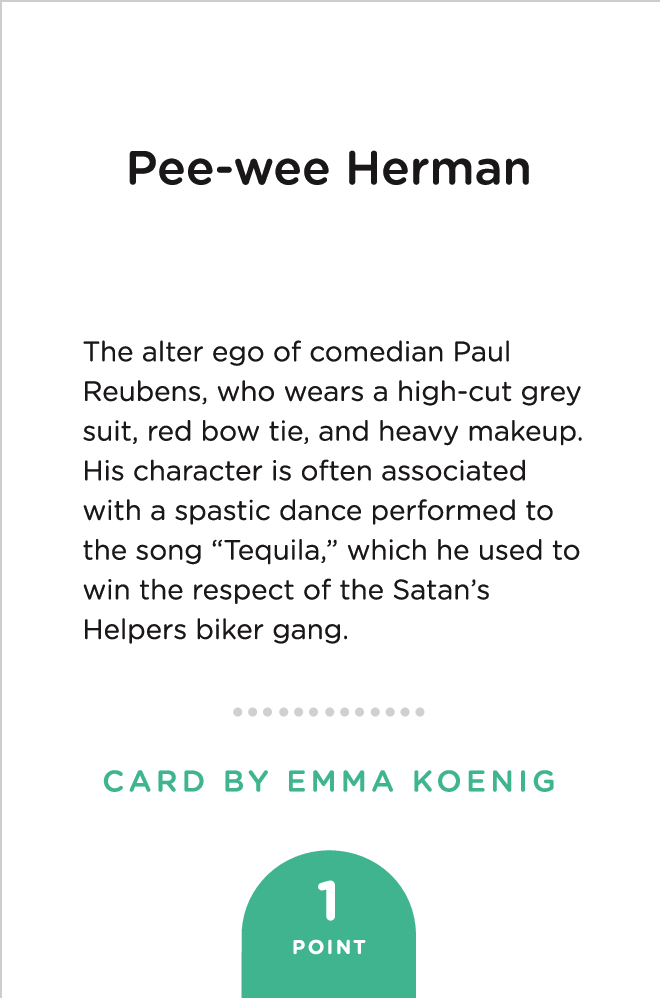 Pee-wee Herman
The alter ego of comedian Paul
Reubens, who wears a high-cut grey
suit, red bow tie, and heavy makeup.
His character is often associated
with a spastic dance performed to
the song “Tequila,” which he used to
win the respect of the Satan’s
Helpers biker gang.
CARD BY EMMA KOENIG
1
POINT